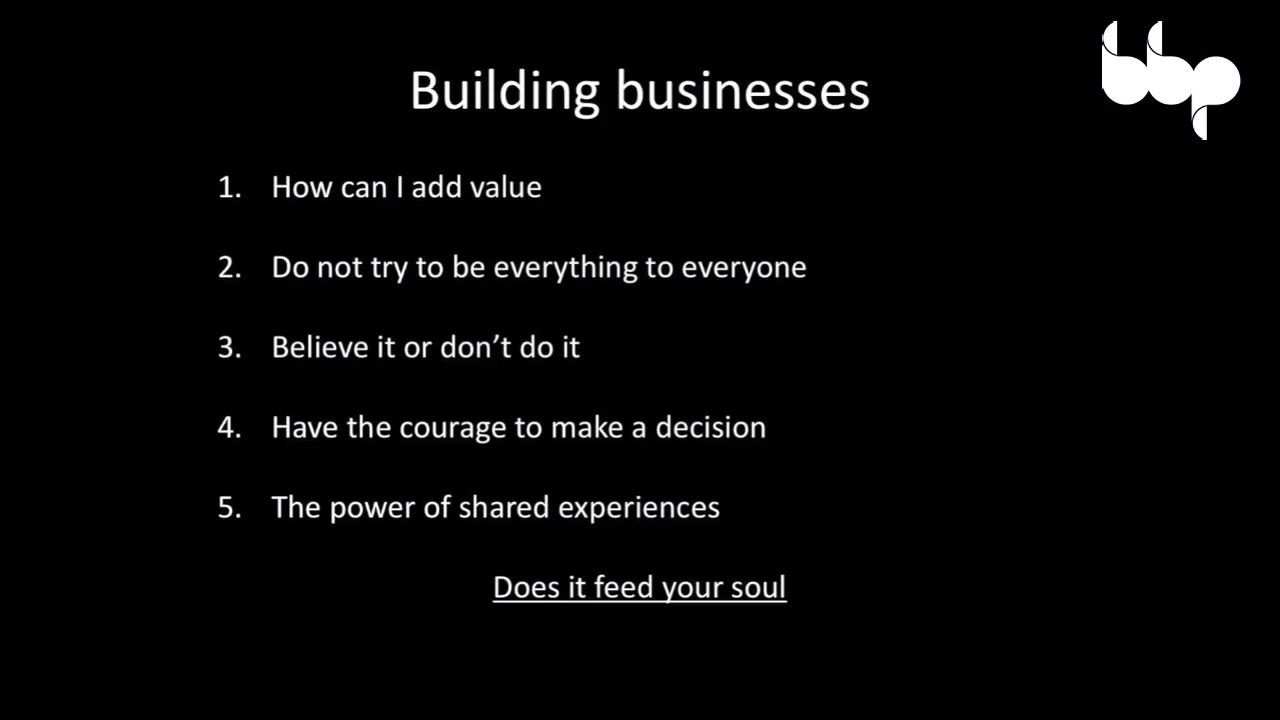 bbp
Building businesses
1. How can I add value
2. Do not try to be everything to everyone
3. Believe it or don’t do it
4. Have the courage to make a decision
5. The power of shared experiences
Does it feed your soul